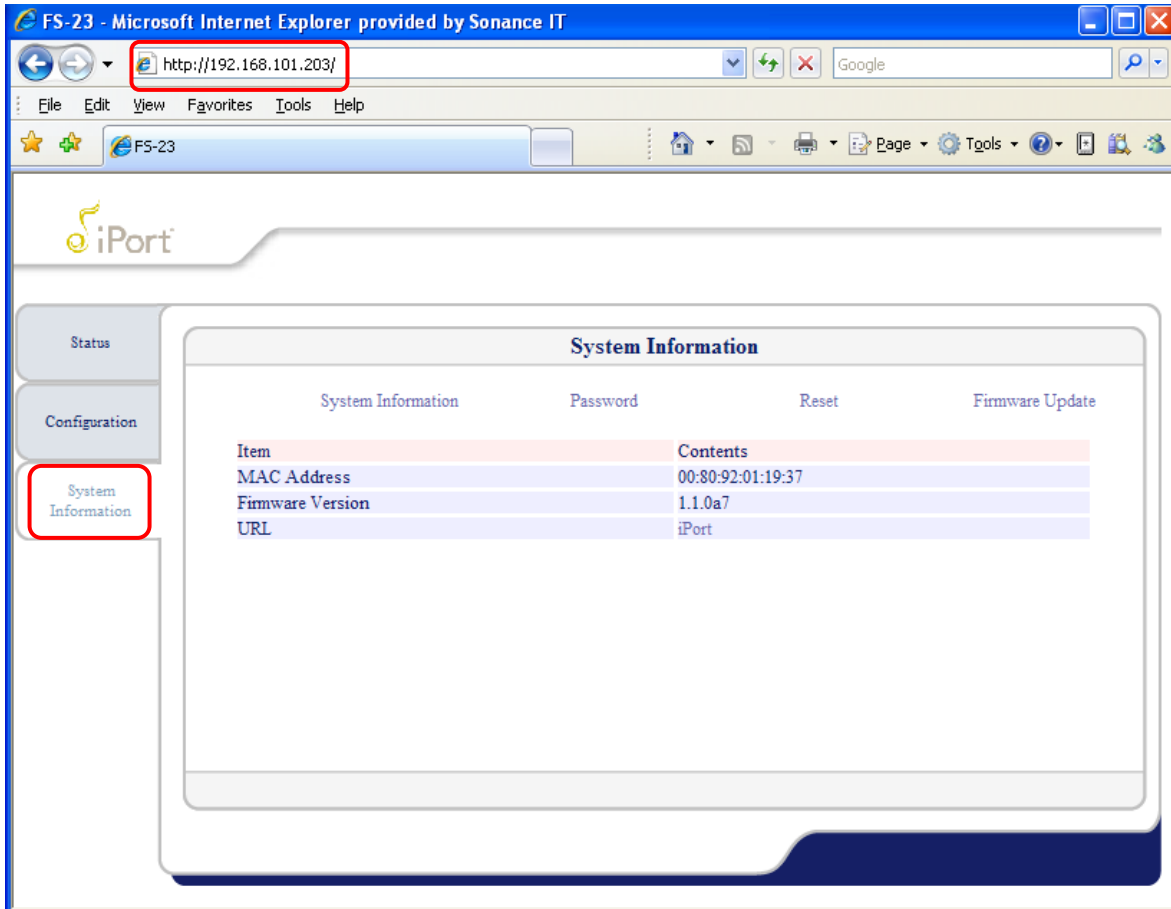 FS-23 - Microsoft Internet Explorer provided by Sonance IT
http://192.168.101.203/
Google
File Edit View Favorites Tools Help
FS-23
Page Tools
iPort
Status
System Information
System Information Password Reset Firmware Update
Configuration
Item Contents
MAC Address 00:80:92:01:19:37
System
Information
Firmware Version 1.1.0a7
URL iPort